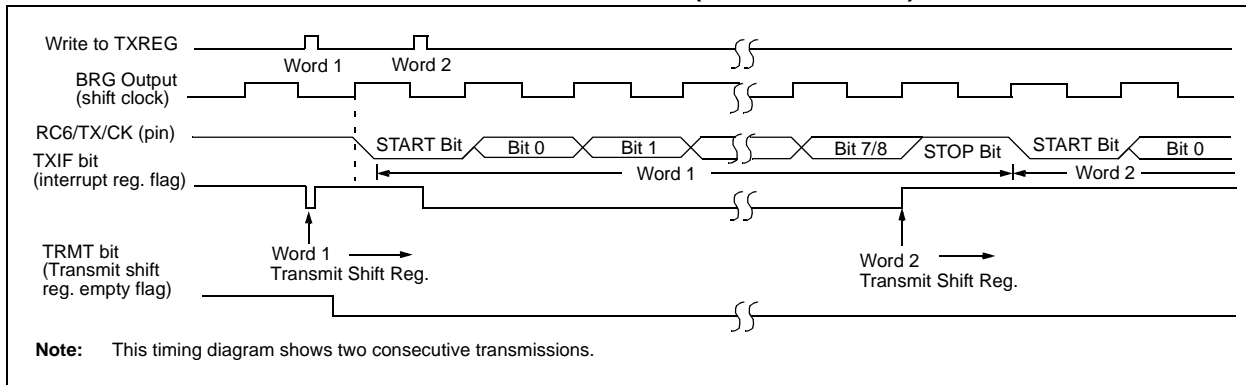 Write to TXREG
Word 1
Word 2
BRG Output
(shift clock)
RC6/TX/CK (pin)
START Bit
Bit 0
Bit 1
Bit 7/8
STOP Bit
START Bit
Bit 0
TXIF bit
(interrupt reg. flag)
Word 1
Word 2
TRMT bit
(Transmit shift
reg. empty flag)
Word 1
Transmit Shift Reg.
Word 2
Transmit Shift Reg.
Note: This timing diagram shows two consecutive transmissions.